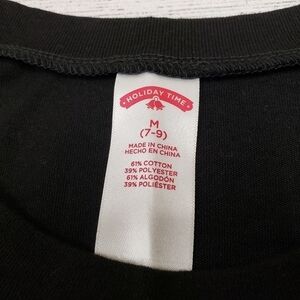 HOLIDAY TIME
M
(7-9)
MADE IN CHINA
HECHO EN CHINA
61% COTTON
39% POLYESTER
61% ALGODÓN
39% POLIÉSTER